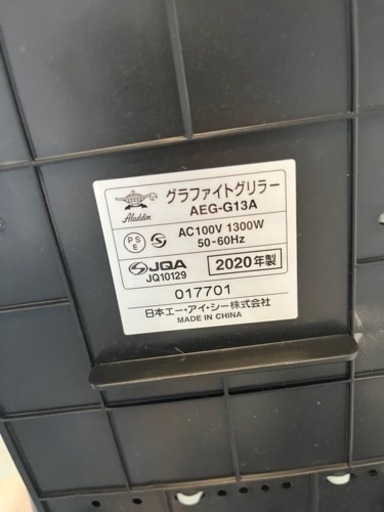 Aladdin
グラファイトグリラー
AEG-G13A
PS
E
AC100V 1300W
50-60Hz
JQA
JQ10129
2020年製
017701
日本エー・アイ・シー株式会社
MADE IN CHINA